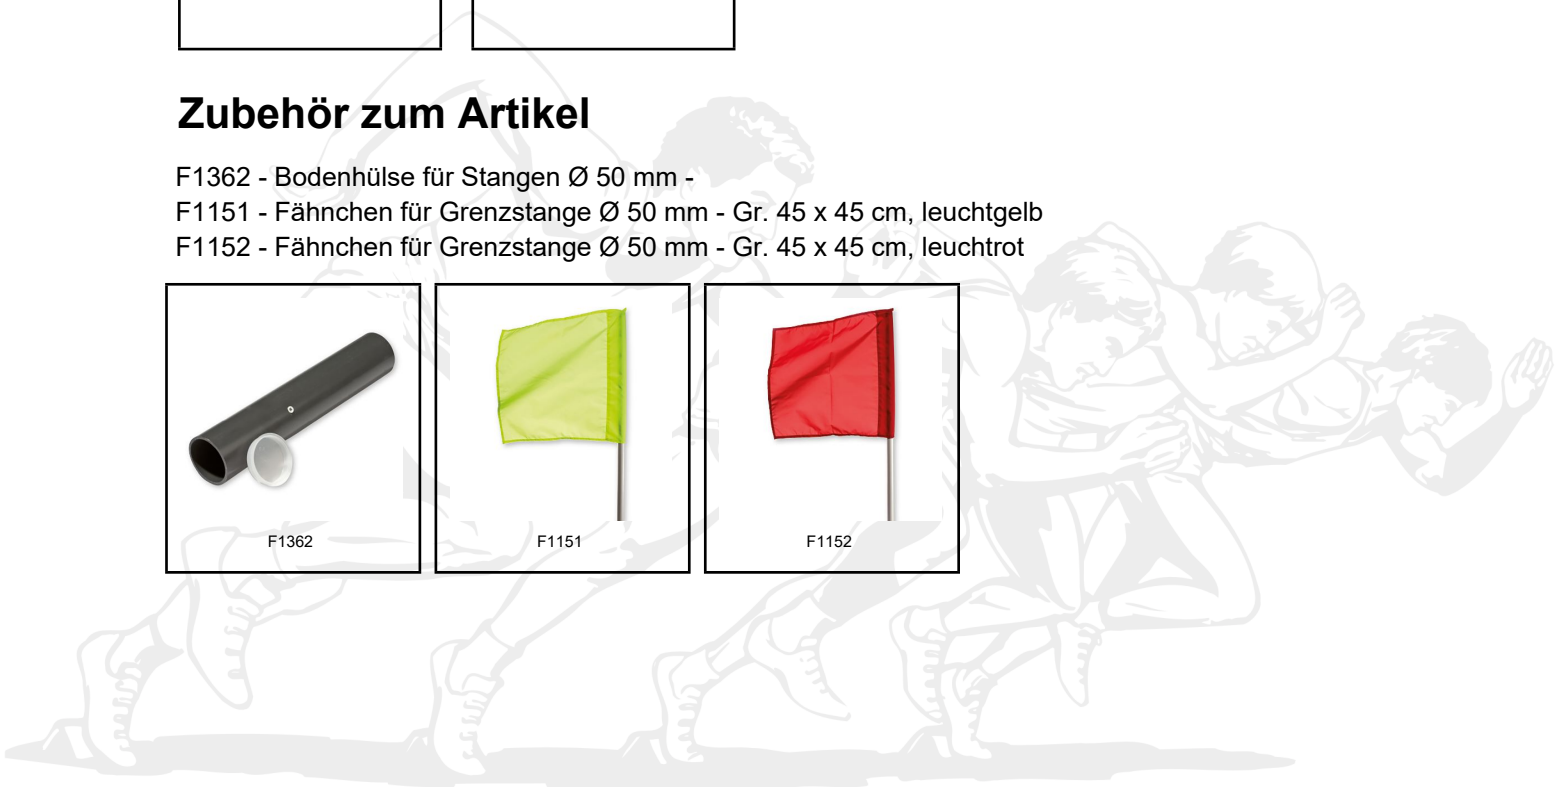 Zubehör zum Artikel
F1362 - Bodenhülse für Stangen Ø 50 mm -
F1151 - Fähnchen für Grenzstange Ø 50 mm - Gr. 45 x 45 cm, leuchtgelb
F1152 - Fähnchen für Grenzstange Ø 50 mm - Gr. 45 x 45 cm, leuchtrot
F1362
F1151
F1152